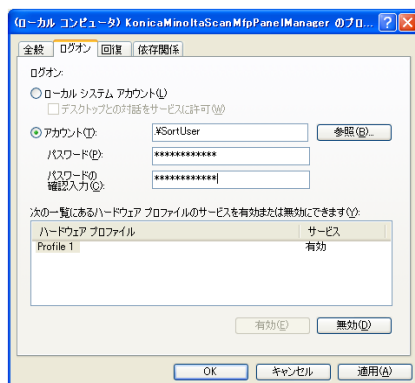 (ローカル コンピュータ) KonicaMinoltaScanMfpPanelManager のプロ...
全般
ログオン
回復
依存関係
ログオン:
ローカル システム アカウント(L)
デスクトップとの対話をサービスに許可(W)
アカウント(T):
.¥SortUser
参照(B)...
パスワード(P):
************
パスワードの
確認入力(C):
************
次の一覧にあるハードウェア プロファイルのサービスを有効または無効にできます(Y):
ハードウェア プロファイル
サービス
Profile 1
有効
有効(E)
無効(D)
OK
キャンセル
適用(A)